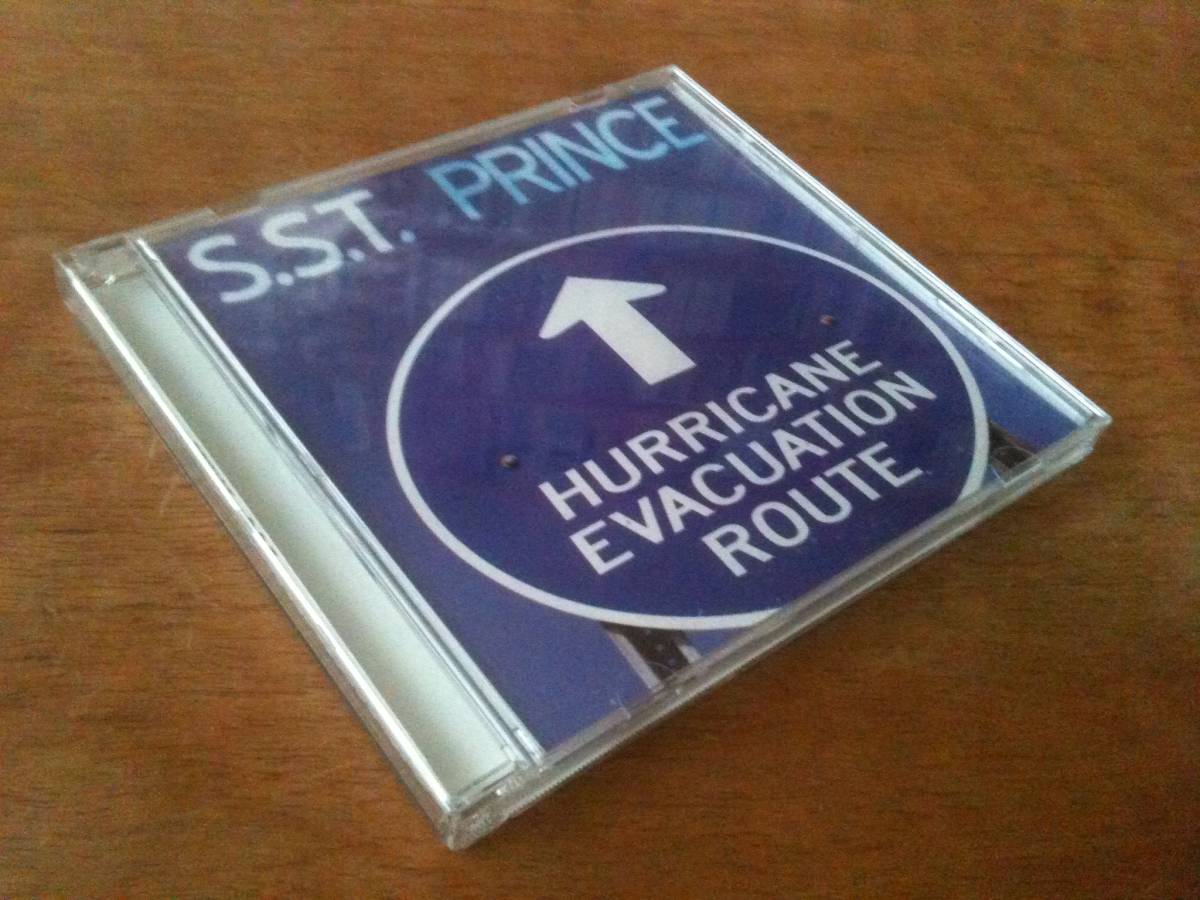 S.S.T. PRINCE
HURRICANE
EVACUATION
ROUTE